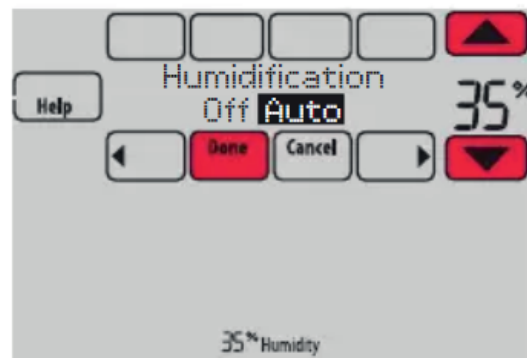 Humidification
Help
Off Auto
35%
Done Cancel
35% Humidity